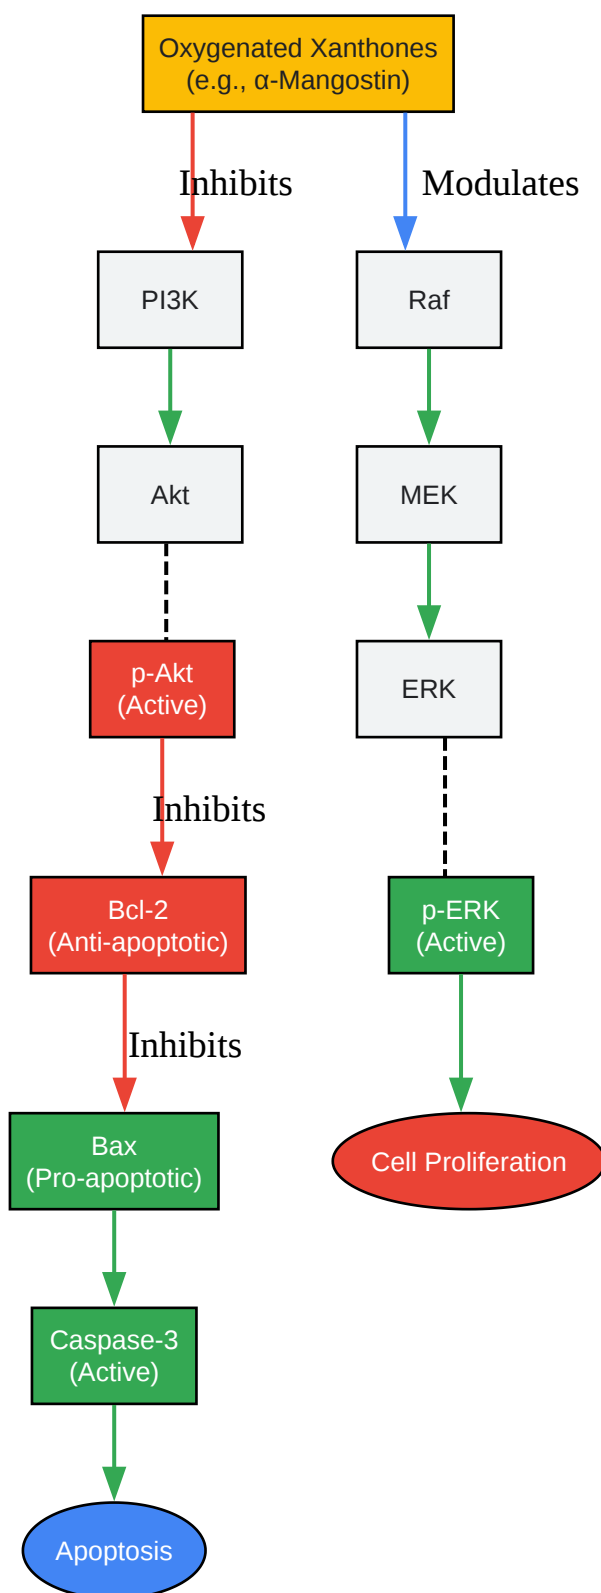 Oxygenated Xanthones
(e.g., α-Mangostin)
Inhibits
Modulates
PI3K
Raf
Akt
MEK
p-Akt
(Active)
ERK
Inhibits
Bcl-2
(Anti-apoptotic)
p-ERK
(Active)
Inhibits
Bax
(Pro-apoptotic)
Cell Proliferation
Caspase-3
(Active)
Apoptosis